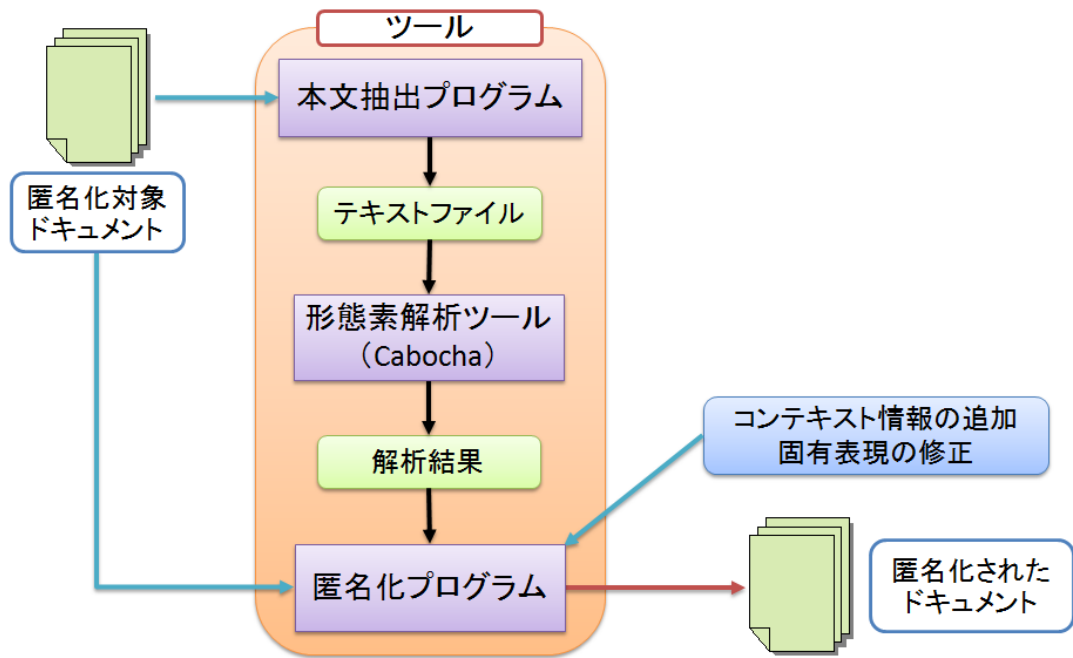 ツール
本文抽出プログラム
匿名化対象
ドキュメント
テキストファイル
形態素解析ツール
（Cabocha）
コンテキスト情報の追加
固有表現の修正
解析結果
匿名化プログラム
匿名化された
ドキュメント